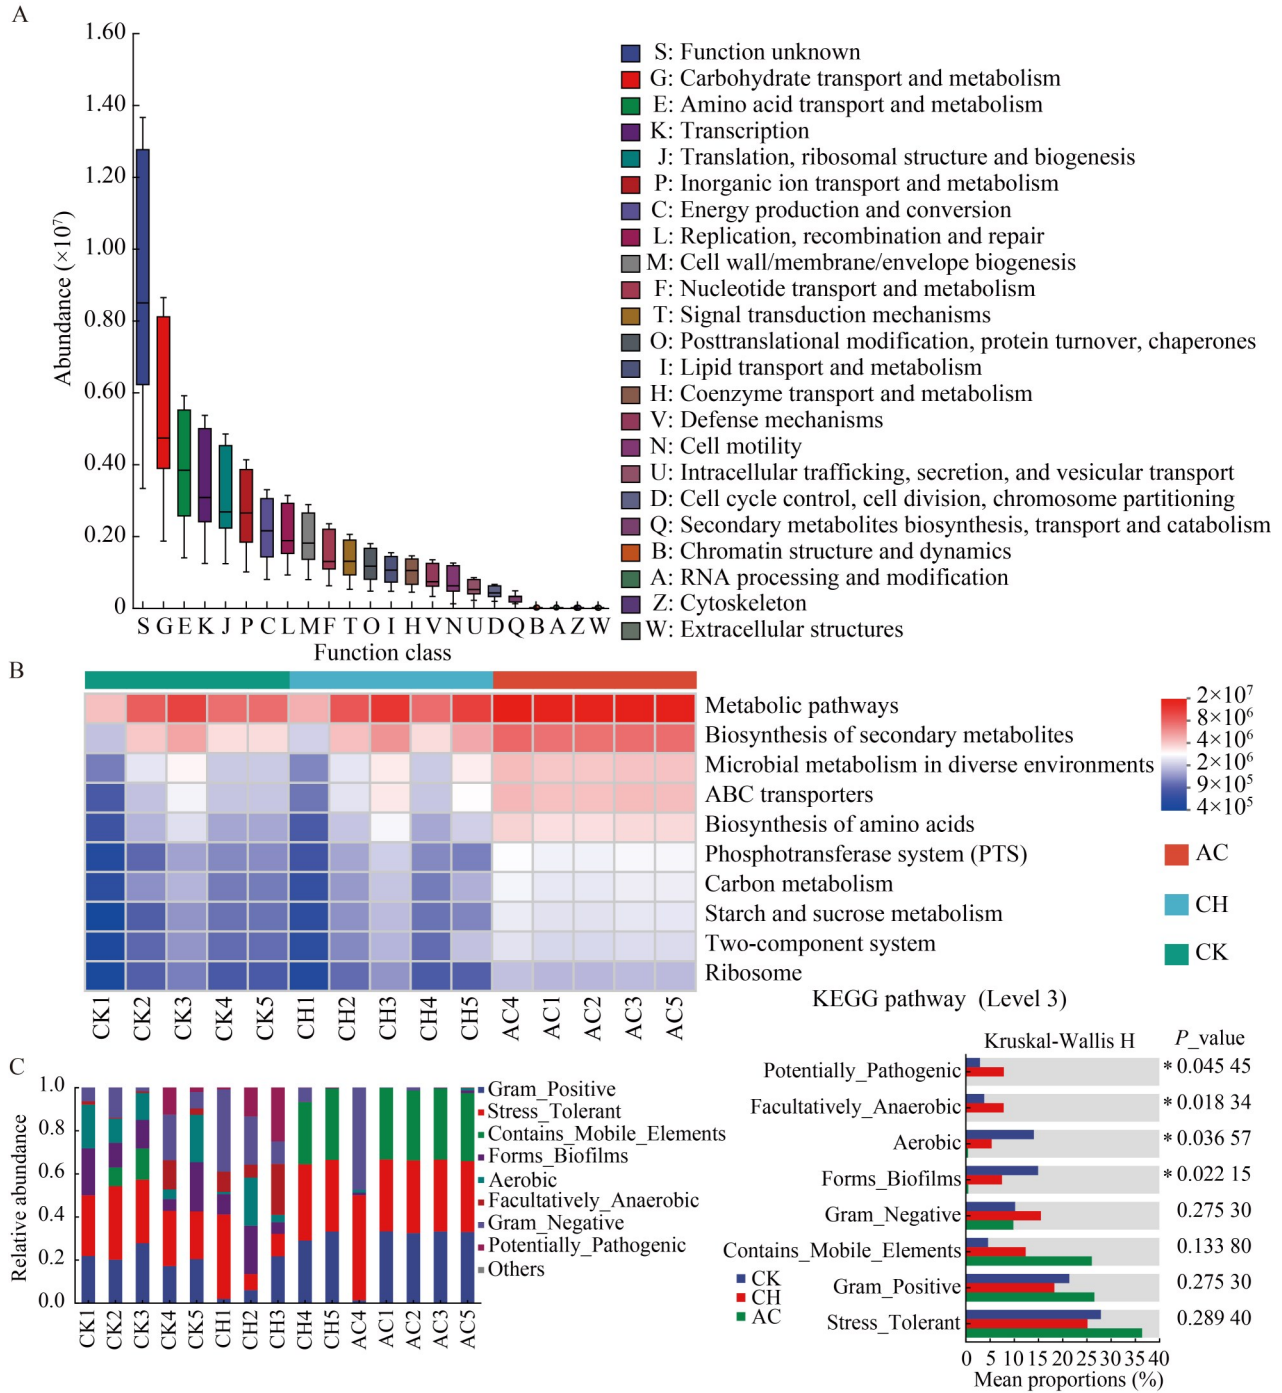 A
1.60
1.40
1.20
1.00
0.80
0.60
0.40
0.20
0
Abundance (×10⁷)
S G E K J P C L M F T O I H V N U D Q B A Z W
Function class
S: Function unknown
G: Carbohydrate transport and metabolism
E: Amino acid transport and metabolism
K: Transcription
J: Translation, ribosomal structure and biogenesis
P: Inorganic ion transport and metabolism
C: Energy production and conversion
L: Replication, recombination and repair
M: Cell wall/membrane/envelope biogenesis
F: Nucleotide transport and metabolism
T: Signal transduction mechanisms
O: Posttranslational modification, protein turnover, chaperones
I: Lipid transport and metabolism
H: Coenzyme transport and metabolism
V: Defense mechanisms
N: Cell motility
U: Intracellular trafficking, secretion, and vesicular transport
D: Cell cycle control, cell division, chromosome partitioning
Q: Secondary metabolites biosynthesis, transport and catabolism
B: Chromatin structure and dynamics
A: RNA processing and modification
Z: Cytoskeleton
W: Extracellular structures
B
Metabolic pathways
Biosynthesis of secondary metabolites
Microbial metabolism in diverse environments
ABC transporters
Biosynthesis of amino acids
Phosphotransferase system (PTS)
Carbon metabolism
Starch and sucrose metabolism
Two-component system
Ribosome
2×10⁷
8×10⁶
4×10⁶
2×10⁶
9×10⁵
4×10⁵
AC
CH
CK
CK1 CK2 CK3 CK4 CK5 CH1 CH2 CH3 CH4 CH5 AC4 AC1 AC2 AC3 AC5
KEGG pathway (Level 3)
C
1.0
0.8
0.6
0.4
0.2
0.0
Relative abundance
CK1 CK2 CK3 CK4 CK5 CH1 CH2 CH3 CH4 CH5 AC4 AC1 AC2 AC3 AC5
Gram_Positive
Stress_Tolerant
Contains_Mobile_Elements
Forms_Biofilms
Aerobic
Facultatively_Anaerobic
Gram_Negative
Potentially_Pathogenic
Others
Kruskal-Wallis H
P_value
Potentially_Pathogenic * 0.045 45
Facultatively_Anaerobic * 0.018 34
Aerobic * 0.036 57
Forms_Biofilms * 0.022 15
Gram_Negative 0.275 30
Contains_Mobile_Elements 0.133 80
Gram_Positive 0.275 30
Stress_Tolerant 0.289 40
CK
CH
AC
0 5 10 15 20 25 30 35 40
Mean proportions (%)